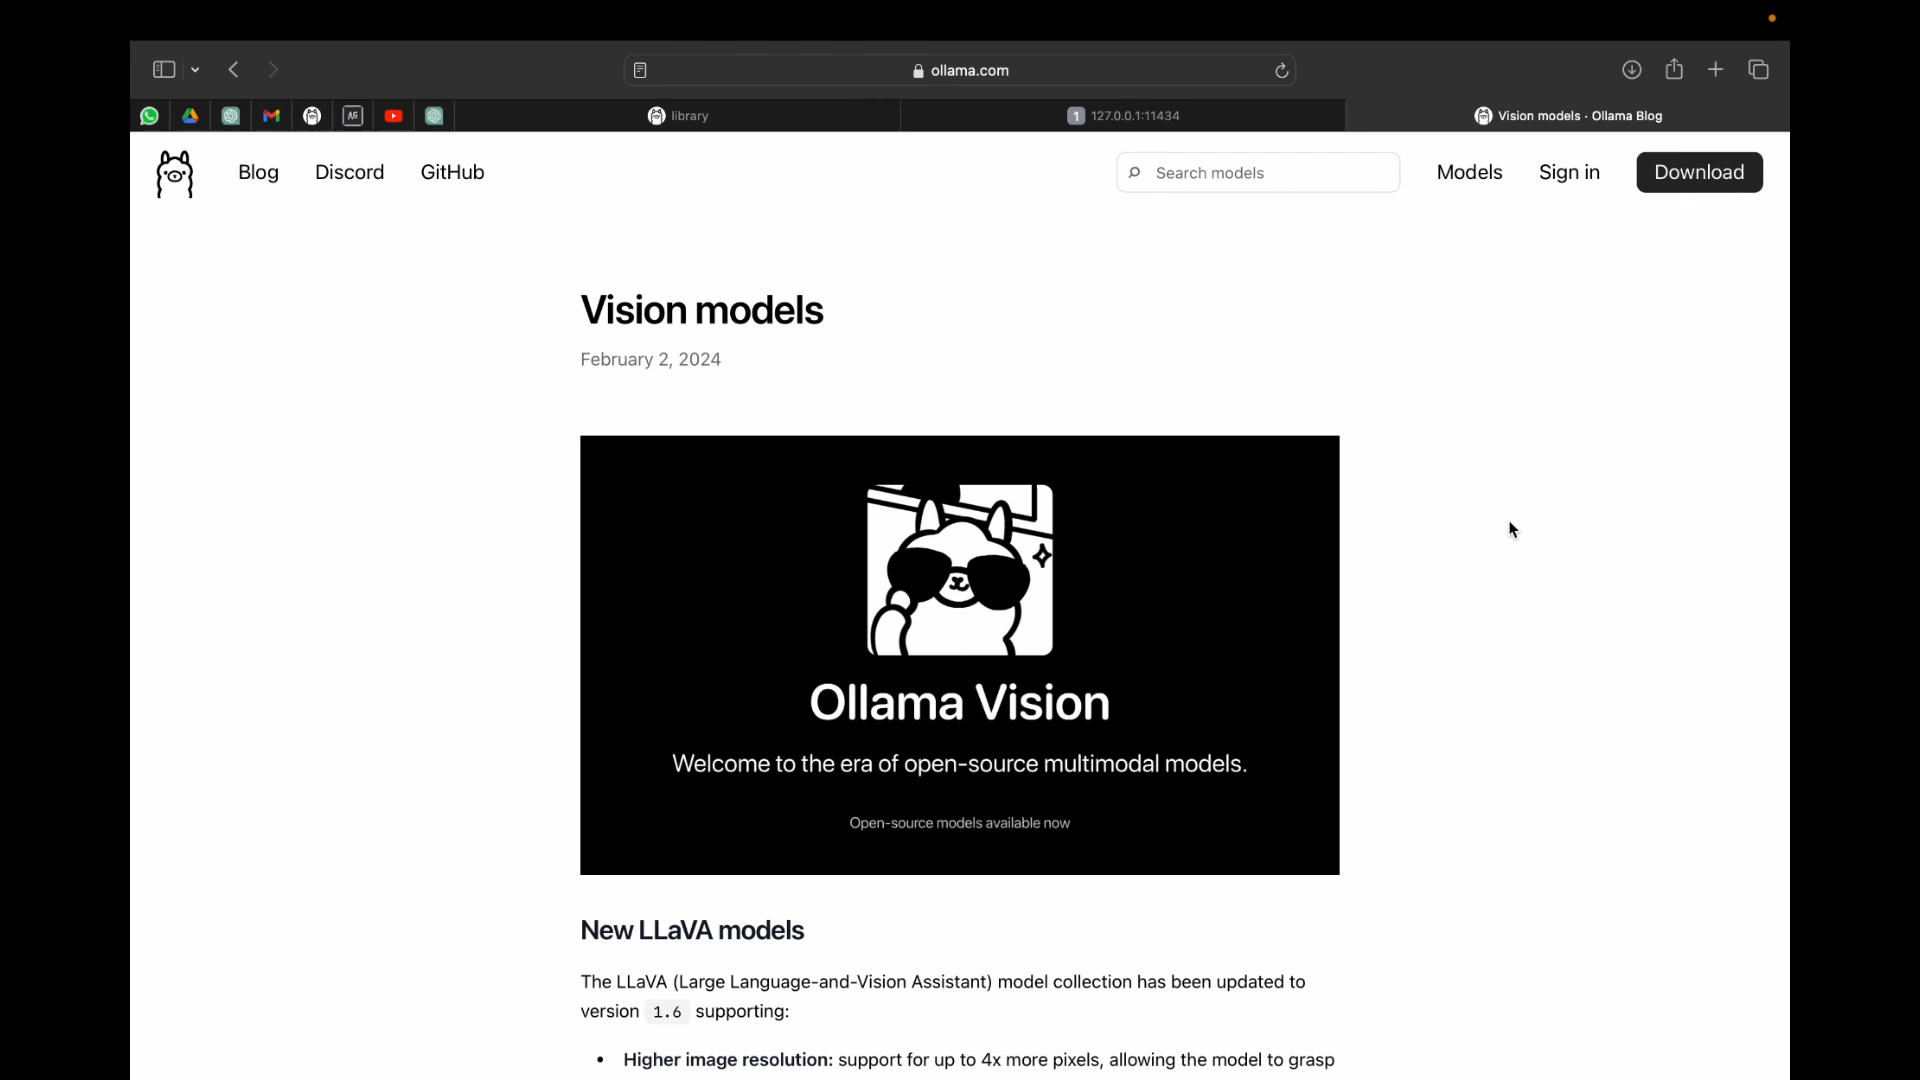 ollama.com
library
1 127.0.0.1:11434
Vision models · Ollama Blog
Blog
Discord
GitHub
Search models
Models
Sign in
Download
Vision models
February 2, 2024
Ollama Vision
Welcome to the era of open-source multimodal models.
Open-source models available now
New LLaVA models
The LLaVA (Large Language-and-Vision Assistant) model collection has been updated to
version 1.6 supporting:
• Higher image resolution: support for up to 4x more pixels, allowing the model to grasp